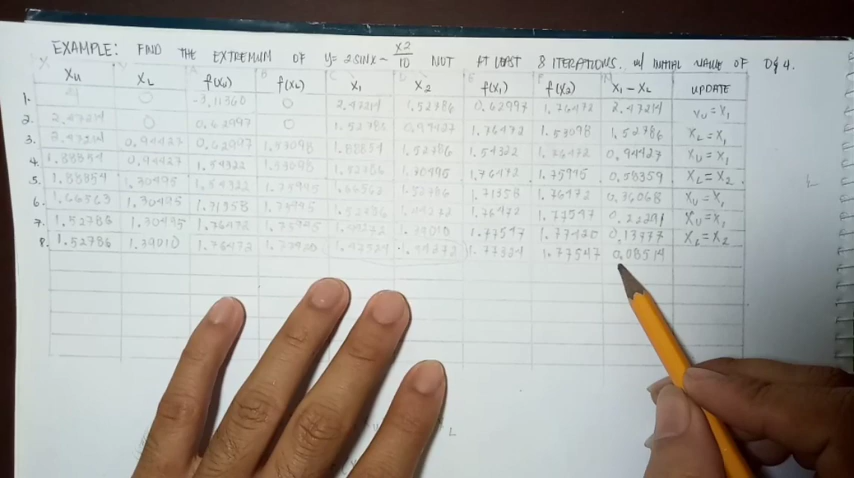 EXAMPLE: FIND THE EXTREMUM OF y= 2 SINX - X2/10 NOT AT LEAST 8 ITERATIONS. w/ INITIAL VALUE OF 0 & 4.
XU XL f(XU) f(XL) X1 X2 f(X1) f(X2) X1 - XL UPDATE
1. 4 0 -3.11360 0 2.47214 1.52786 0.62997 1.76472 2.47214 XU = X1
2. 2.47214 0 0.62997 0 1.52786 0.94427 1.76472 1.53098 1.52786 XL = X1
3. 2.47214 0.94427 0.62997 1.53098 1.88854 1.54322 1.76472 0.94427 XU = X1
4. 1.88854 0.94427 1.54322 1.53098 1.52786 1.30495 1.76472 1.75945 0.58359 XL = X2
5. 1.88854 1.30495 1.54322 1.75945 1.66563 1.52786 1.71358 1.76472 0.36068 XU = X1
6. 1.66563 1.30495 1.71358 1.75945 1.52786 1.44272 1.76472 1.77547 0.22291 XU = X1
7. 1.52786 1.30495 1.76472 1.75945 1.44272 1.39010 1.77547 1.77420 0.13777 XL = X2
8. 1.52786 1.39010 1.76472 1.77420 1.44272 1.77324 1.77547 0.08514